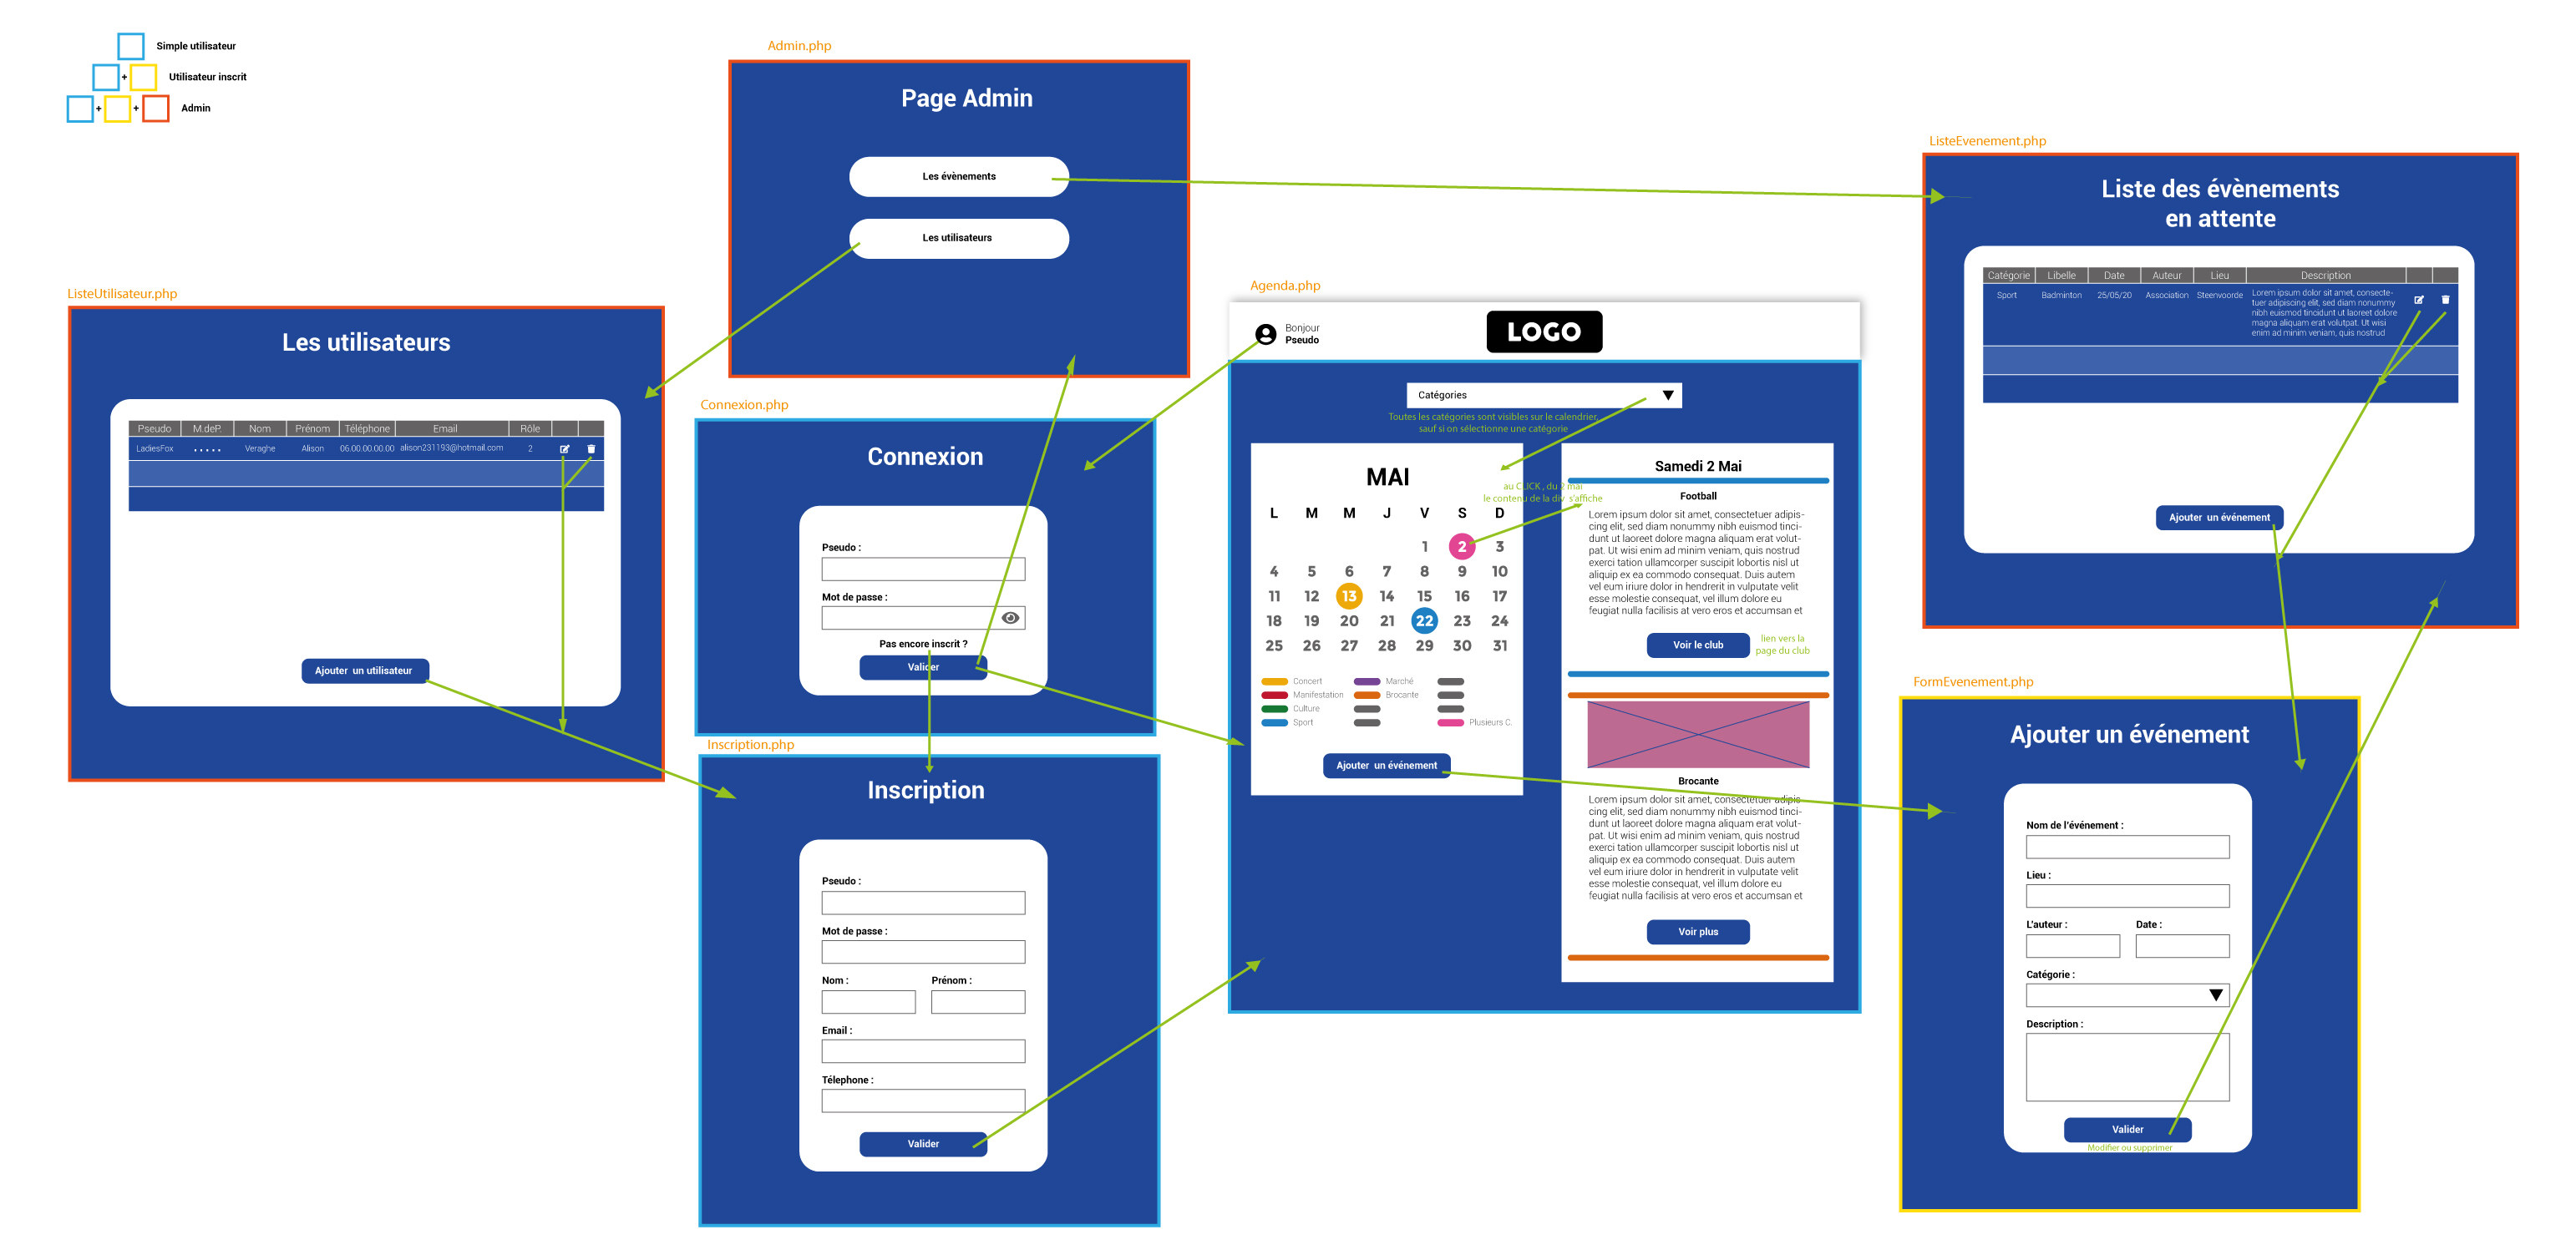 Simple utilisateur
+
Utilisateur inscrit
+
+
Admin
Admin.php
Page Admin
Les évènements
Les utilisateurs
ListeEvenement.php
Liste des évènements
en attente
Catégorie Libelle Date Auteur Lieu Description
Sport Badminton 25/05/20 Association Steenvoorde
Lorem ipsum dolor sit amet, consecte-
tuer adipiscing elit, sed diam nonummy
nibh euismod tincidunt ut laoreet dolore
magna aliquam erat volutpat. Ut wisi
enim ad minim veniam, quis nostrud
Ajouter un événement
ListeUtilisateur.php
Les utilisateurs
Pseudo M.deP. Nom Prénom Téléphone Email Rôle
LadiesFox • • • • • Veraghe Alison 06.00.00.00.00 alison231193@hotmail.com 2
Ajouter un utilisateur
Connexion.php
Connexion
Pseudo :
Mot de passe :
Pas encore inscrit ?
Valider
Inscription.php
Inscription
Pseudo :
Mot de passe :
Nom : Prénom :
Email :
Télephone :
Valider
Agenda.php
Bonjour
Pseudo
LOGO
Catégories
Toutes les catégories sont visibles sur le calendrier,
sauf si on sélectionne une catégorie
MAI
au CLICK , du 2 mai
le contenu de la div s'affiche
L M M J V S D
1 2 3
4 5 6 7 8 9 10
11 12 13 14 15 16 17
18 19 20 21 22 23 24
25 26 27 28 29 30 31
Concert Marché
Manifestation Brocante
Culture
Sport Plusieurs C.
Ajouter un événement
Samedi 2 Mai
Football
Lorem ipsum dolor sit amet, consectetuer adipis-
cing elit, sed diam nonummy nibh euismod tinci-
dunt ut laoreet dolore magna aliquam erat volut-
pat. Ut wisi enim ad minim veniam, quis nostrud
exerci tation ullamcorper suscipit lobortis nisl ut
aliquip ex ea commodo consequat. Duis autem
vel eum iriure dolor in hendrerit in vulputate velit
esse molestie consequat, vel illum dolore eu
feugiat nulla facilisis at vero eros et accumsan et
Voir le club
lien vers la
page du club
Brocante
Lorem ipsum dolor sit amet, consectetuer adipis-
cing elit, sed diam nonummy nibh euismod tinci-
dunt ut laoreet dolore magna aliquam erat volut-
pat. Ut wisi enim ad minim veniam, quis nostrud
exerci tation ullamcorper suscipit lobortis nisl ut
aliquip ex ea commodo consequat. Duis autem
vel eum iriure dolor in hendrerit in vulputate velit
esse molestie consequat, vel illum dolore eu
feugiat nulla facilisis at vero eros et accumsan et
Voir plus
FormEvenement.php
Ajouter un événement
Nom de l'événement :
Lieu :
L'auteur : Date :
Catégorie :
Description :
Valider
Modifier ou supprimer